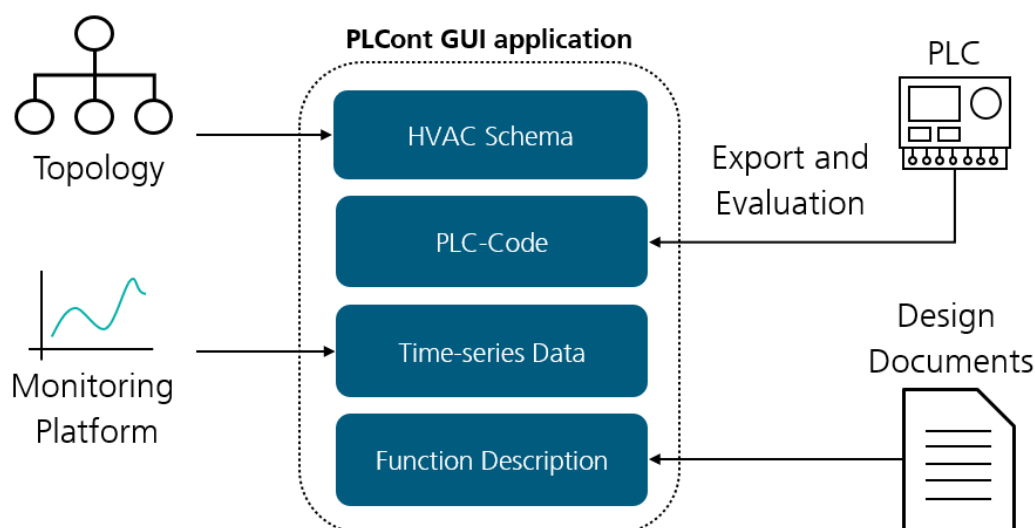 PLCont GUI application
Topology
HVAC Schema
PLC
Export and
Evaluation
PLC-Code
Monitoring
Platform
Time-series Data
Design
Documents
Function Description